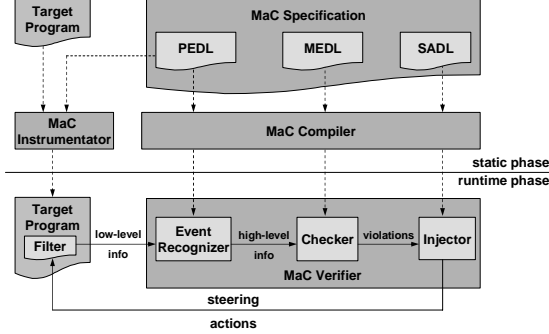 Target
Program
MaC Specification
PEDL
MEDL
SADL
MaC
Instrumentator
MaC Compiler
static phase
runtime phase
Target
Program
Filter
low-level
info
Event
Recognizer
high-level
info
Checker
violations
Injector
MaC Verifier
steering
actions